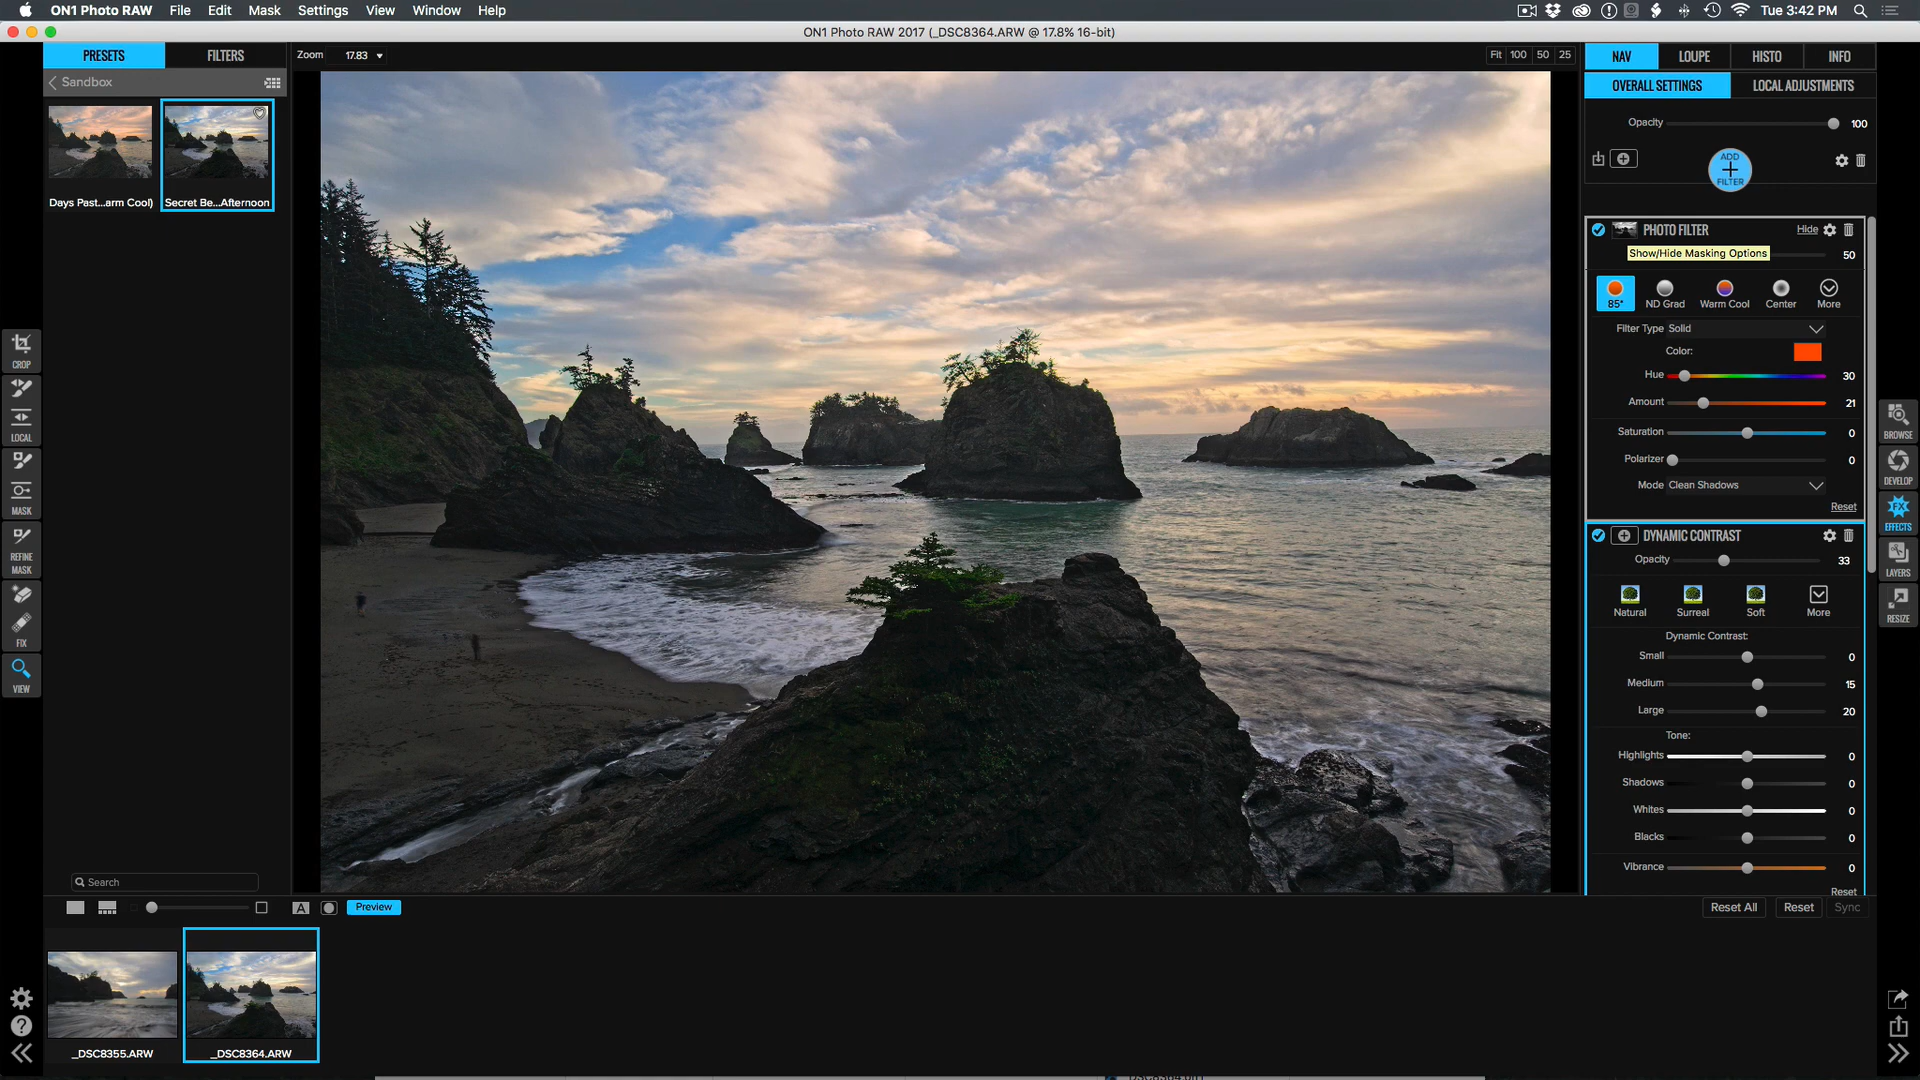 ON1 Photo RAW File Edit Mask Settings View Window Help Tue 3:42 PM
ON1 Photo RAW 2017 (_DSC8364.ARW @ 17.8% 16-bit)
PRESETS FILTERS
Zoom 17.83
Fit 100 50 25
NAV LOUPE HISTO INFO
Sandbox
OVERALL SETTINGS LOCAL ADJUSTMENTS
Opacity 100
ADD
FILTER
Days Past...arm Cool)
Secret Be...Afternoon
PHOTO FILTER Hide
Show/Hide Masking Options
50
85*
ND Grad
Warm Cool
Center
More
Filter Type Solid
Color:
Hue 30
Amount 21
Saturation 0
Polarizer 0
Mode Clean Shadows
Reset
DYNAMIC CONTRAST
Opacity 33
Natural
Surreal
Soft
More
Dynamic Contrast:
Small 0
Medium 15
Large 20
Tone:
Highlights 0
Shadows 0
Whites 0
Blacks 0
Vibrance 0
Reset
CROP
LOCAL
MASK
REFINE
MASK
FIX
VIEW
BROWSE
DEVELOP
FX
EFFECTS
LAYERS
RESIZE
Search
A
Preview
Reset All
Reset
Sync
_DSC8355.ARW
_DSC8364.ARW
?